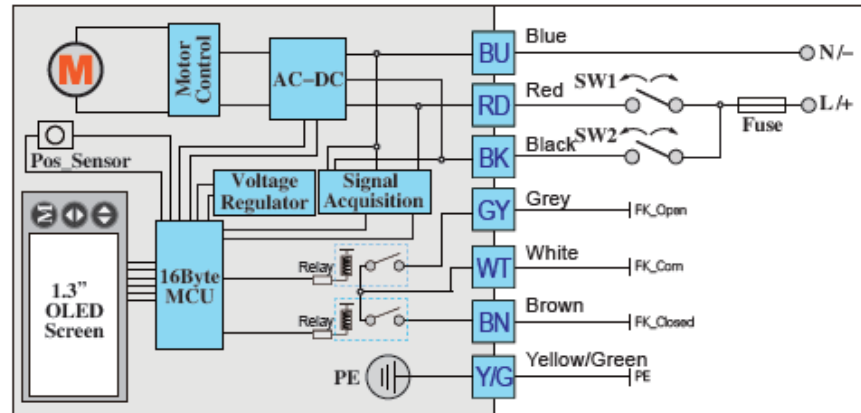 M
Motor
Control
AC-DC
BU
Blue
N/-
RD
Red
SW1
L/+
Fuse
BK
Black
SW2
Pos_Sensor
Voltage
Regulator
Signal
Acquisition
GY
Grey
FK_Open
M
16Byte
MCU
1.3”
OLED
Screen
Relay
WT
White
FK_Com
Relay
BN
Brown
FK_Closed
PE
Y/G
Yellow/Green
PE